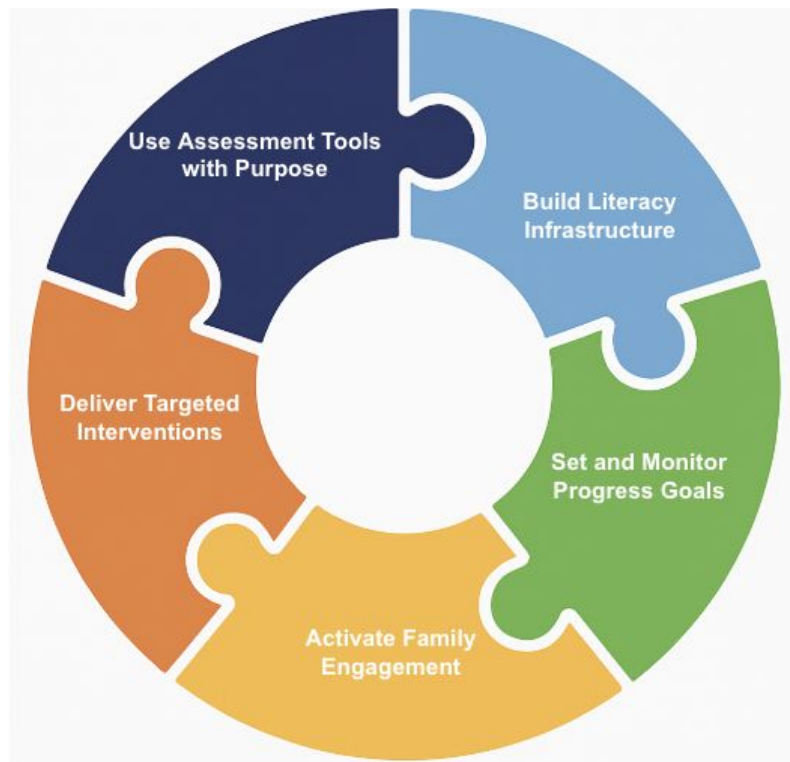 Use Assessment Tools
with Purpose
Build Literacy
Infrastructure
Set and Monitor
Progress Goals
Activate Family
Engagement
Deliver Targeted
Interventions